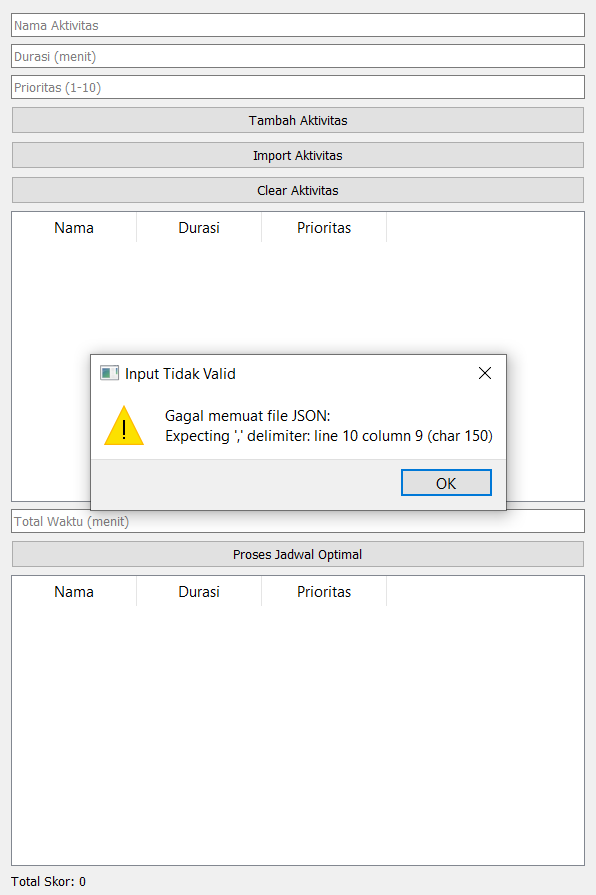 Nama Aktivitas
Durasi (menit)
Prioritas (1-10)
Tambah Aktivitas
Import Aktivitas
Clear Aktivitas
Nama Durasi Prioritas
Input Tidak Valid
Gagal memuat file JSON:
Expecting ',' delimiter: line 10 column 9 (char 150)
OK
Total Waktu (menit)
Proses Jadwal Optimal
Nama Durasi Prioritas
Total Skor: 0